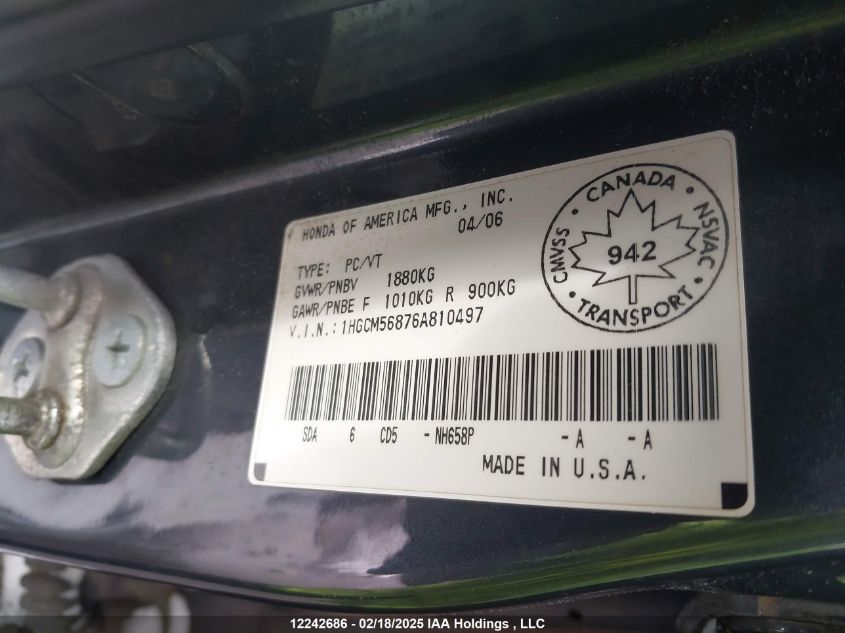 HONDA OF AMERICA MFG., INC.
04/06
TYPE: PC/VT
GVWR/PNBV 1880KG
GAWR/PNBE F 1010KG R 900KG
V.I.N.:1HGCM56876A810497
CANADA · NSVAC · TRANSPORT · CMVSS ·
942
SDA 6 CD5 -NH658P -A -A
MADE IN U.S.A.
12242686 - 02/18/2025 IAA Holdings , LLC